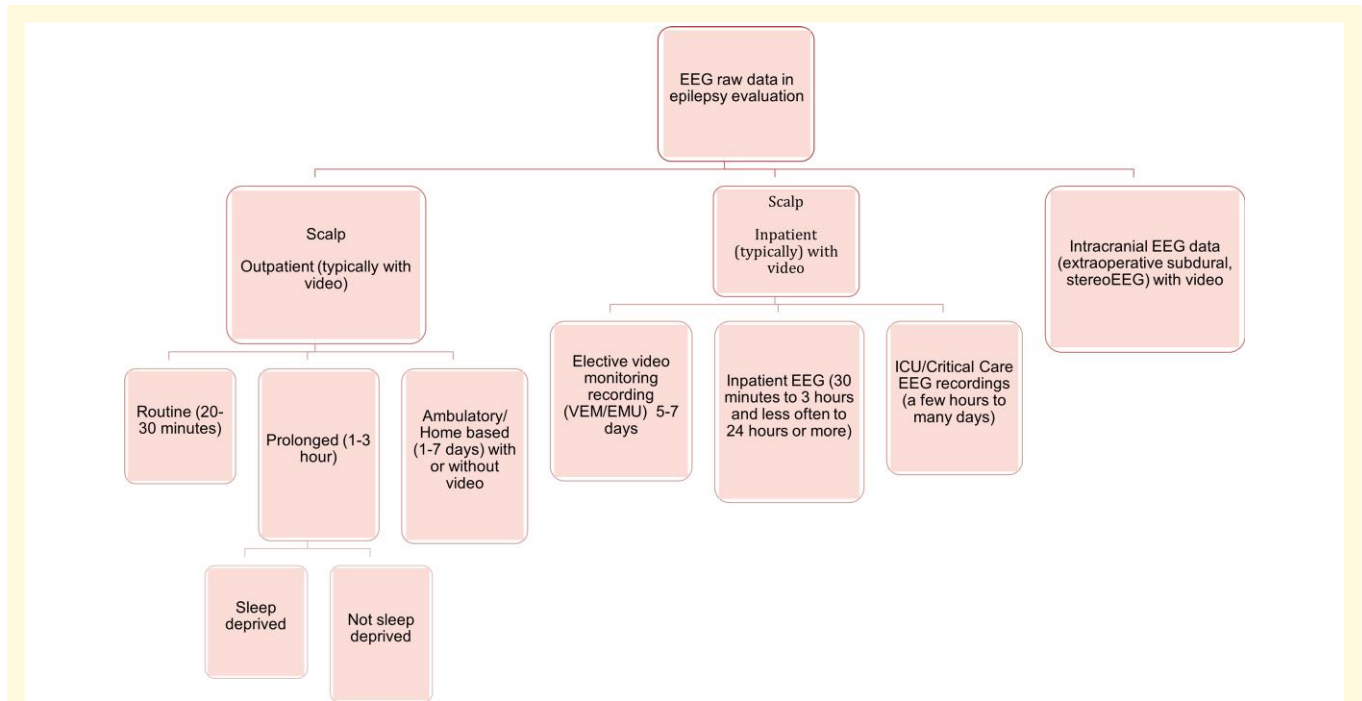 EEG raw data in
epilepsy evaluation
Scalp
Outpatient (typically with
video)
Scalp
Inpatient
(typically) with
video
Intracranial EEG data
(extraoperative subdural,
stereoEEG) with video
Routine (20-
30 minutes)
Prolonged (1-3
hour)
Ambulatory/
Home based
(1-7 days) with
or without
video
Elective video
monitoring
recording
(VEM/EMU) 5-7
days
Inpatient EEG (30
minutes to 3 hours
and less often to
24 hours or more)
ICU/Critical Care
EEG recordings
(a few hours to
many days)
Sleep
deprived
Not sleep
deprived